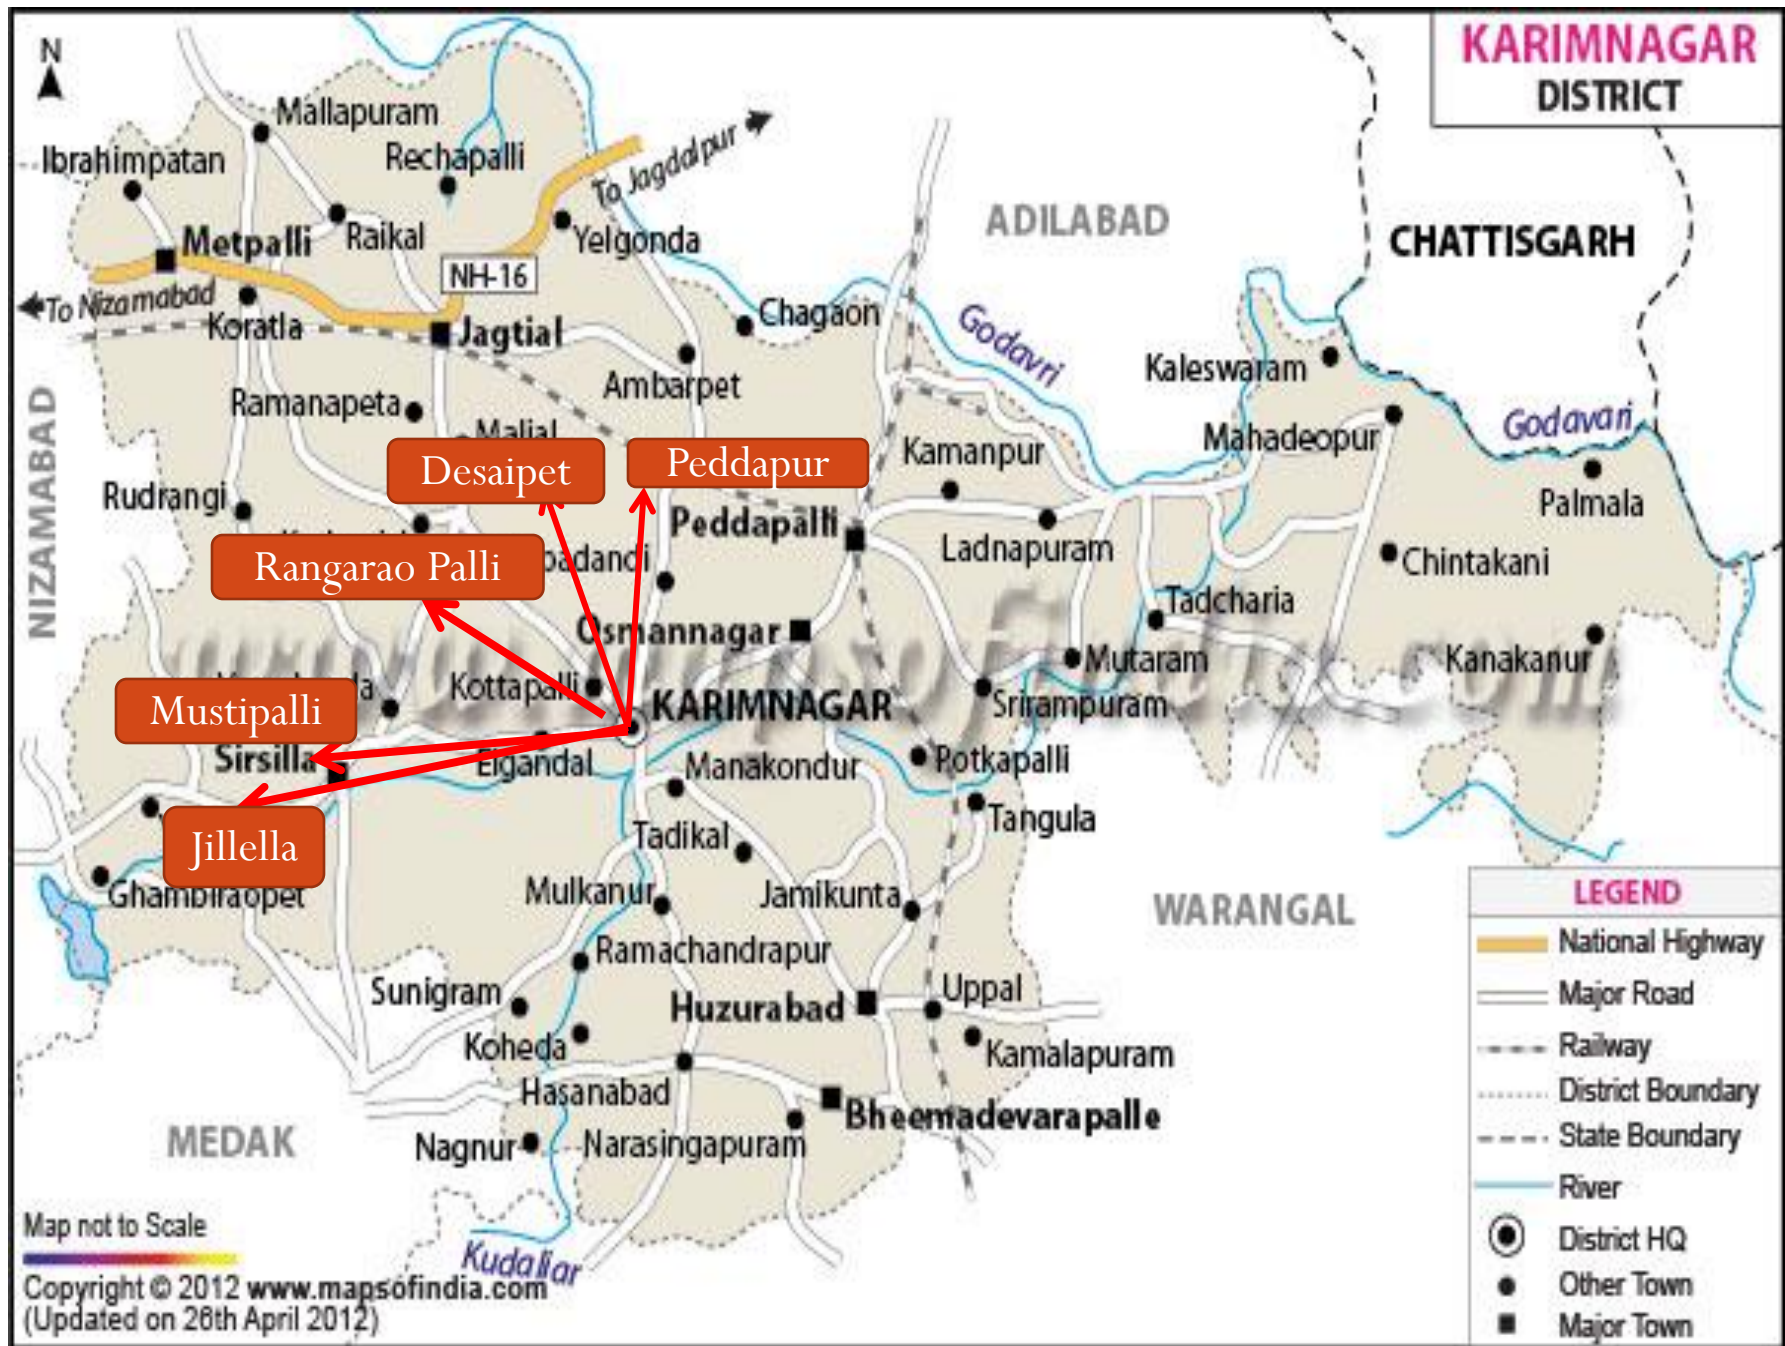 KARIMNAGAR
DISTRICT
N
Mallapuram
Ibrahimpatan
Rechapalli
To Jagdalpur
Metpalli
Raikal
Yelgonda
ADILABAD
CHATTISGARH
NH-16
To Nizamabad
Koratla
Jagtial
Chagaon
Godavri
Ambarpet
Kaleswaram
Ramanapeta
Godavari
Mahadeopur
Kamanpur
NIZAMABAD
Desaipet
Peddapur
Rudrangi
Peddapalli
Palmala
Ladnapuram
Chintakani
Rangarao Palli
Tadcharia
Osmannagar
Mutaram
Kanakanur
Kottapalli
KARIMNAGAR
Srirampuram
Mustipalli
Sirsilla
Elgandal
Manakondur
Potkapalli
Tangula
Jillella
Tadikal
Ghambiraopet
Mulkanur
Jamikunta
WARANGAL
Ramachandrapur
Sunigram
Huzurabad
Uppal
Koheda
Kamalapuram
Hasanabad
Bheemadevarapalle
MEDAK
Nagnur
Narasingapuram
Kudaliar
LEGEND
National Highway
Major Road
Railway
District Boundary
State Boundary
River
District HQ
Other Town
Major Town
Map not to Scale
Copyright © 2012 www.mapsofindia.com
(Updated on 26th April 2012)